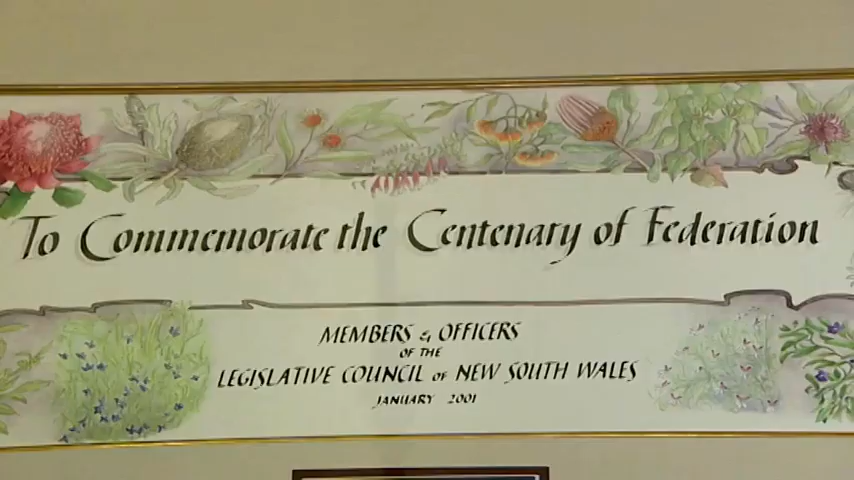 To Commemorate the Centenary of Federation
MEMBERS & OFFICERS
OF THE
LEGISLATIVE COUNCIL OF NEW SOUTH WALES
JANUARY 2001